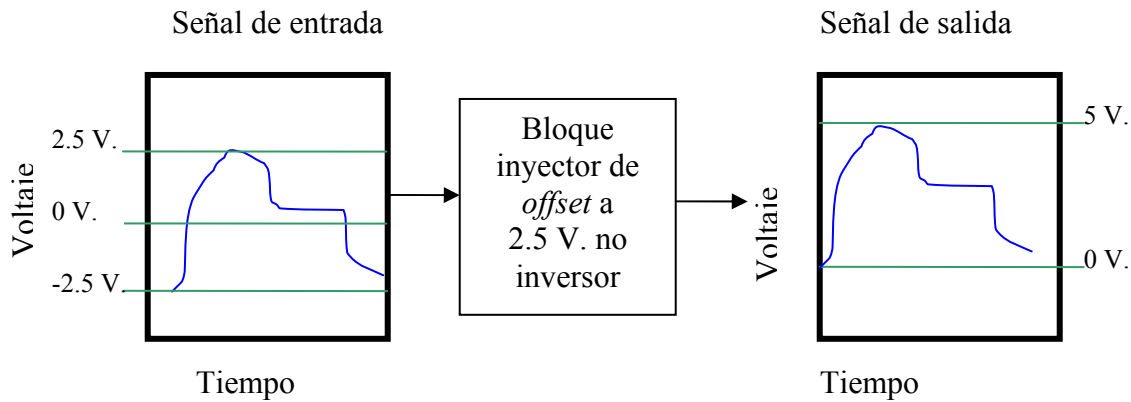 Señal de entrada
Señal de salida
2.5 V.
0 V.
-2.5 V.
Voltaie
Tiempo
Bloque
inyector de
offset a
2.5 V. no
inversor
5 V.
0 V.
Voltaie
Tiempo